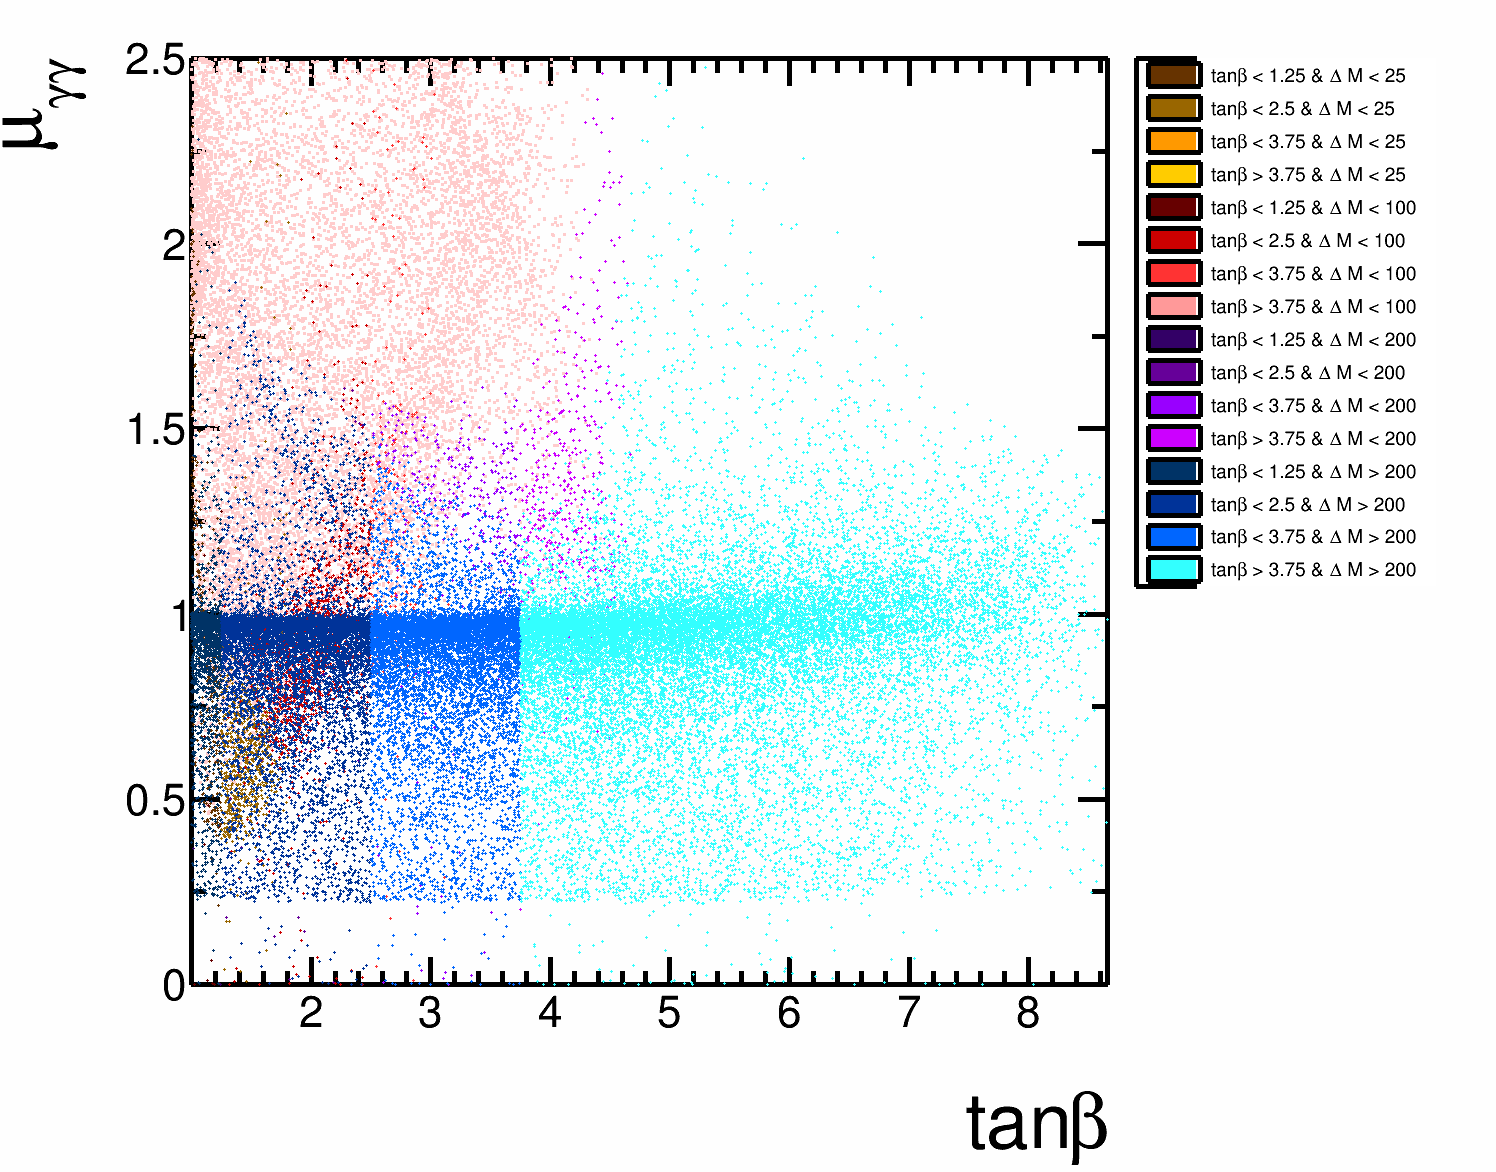 μγγ
2.5
2
1.5
1
0.5
0
2 3 4 5 6 7 8
tanβ
tanβ < 1.25 & Δ M < 25
tanβ < 2.5 & Δ M < 25
tanβ < 3.75 & Δ M < 25
tanβ > 3.75 & Δ M < 25
tanβ < 1.25 & Δ M < 100
tanβ < 2.5 & Δ M < 100
tanβ < 3.75 & Δ M < 100
tanβ > 3.75 & Δ M < 100
tanβ < 1.25 & Δ M < 200
tanβ < 2.5 & Δ M < 200
tanβ < 3.75 & Δ M < 200
tanβ > 3.75 & Δ M < 200
tanβ < 1.25 & Δ M > 200
tanβ < 2.5 & Δ M > 200
tanβ < 3.75 & Δ M > 200
tanβ > 3.75 & Δ M > 200